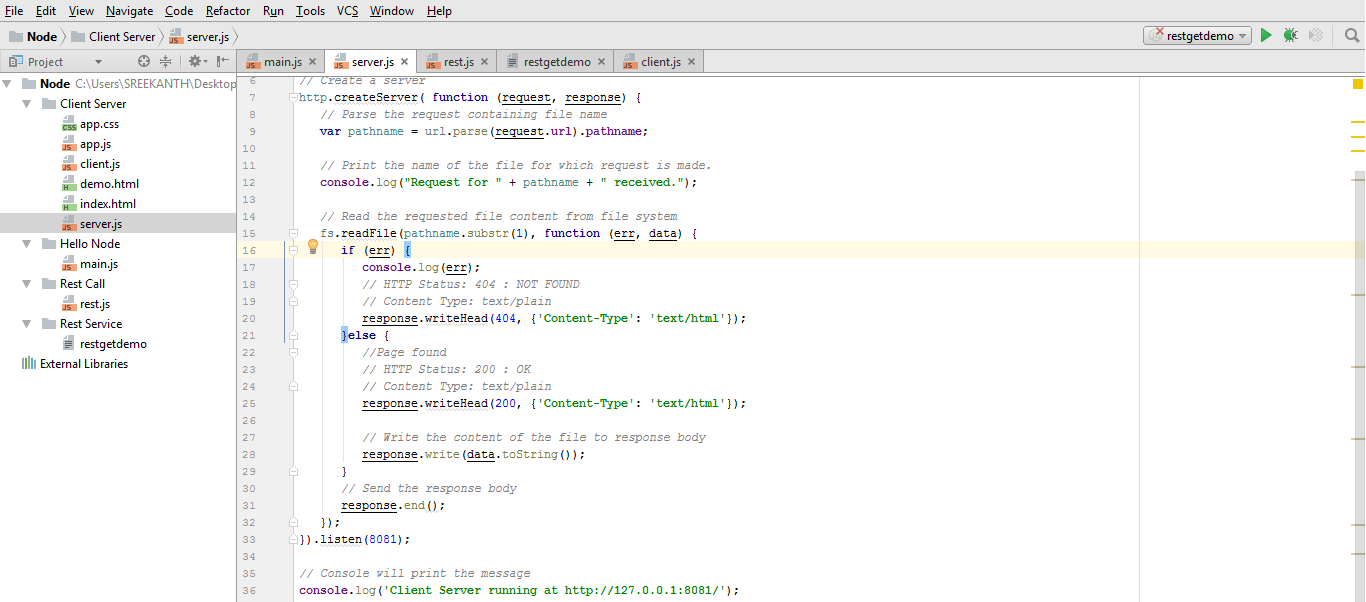 File Edit View Navigate Code Refactor Run Tools VCS Window Help
Node Client Server server.js restgetdemo
Project main.js server.js rest.js restgetdemo client.js
Node C:\Users\SREEKANTH\Desktop
Client Server
CSS app.css
JS app.js
JS client.js
H demo.html
H index.html
JS server.js
Hello Node
JS main.js
Rest Call
JS rest.js
Rest Service
restgetdemo
External Libraries
6 // Create a server
7 http.createServer( function (request, response) {
8 // Parse the request containing file name
9 var pathname = url.parse(request.url).pathname;
10
11 // Print the name of the file for which request is made.
12 console.log("Request for " + pathname + " received.");
13
14 // Read the requested file content from file system
15 fs.readFile(pathname.substr(1), function (err, data) {
16 if (err) {
17 console.log(err);
18 // HTTP Status: 404 : NOT FOUND
19 // Content Type: text/plain
20 response.writeHead(404, {'Content-Type': 'text/html'});
21 }else {
22 //Page found
23 // HTTP Status: 200 : OK
24 // Content Type: text/plain
25 response.writeHead(200, {'Content-Type': 'text/html'});
26
27 // Write the content of the file to response body
28 response.write(data.toString());
29 }
30 // Send the response body
31 response.end();
32 });
33 }).listen(8081);
34
35 // Console will print the message
36 console.log('Client Server running at http://127.0.0.1:8081/');